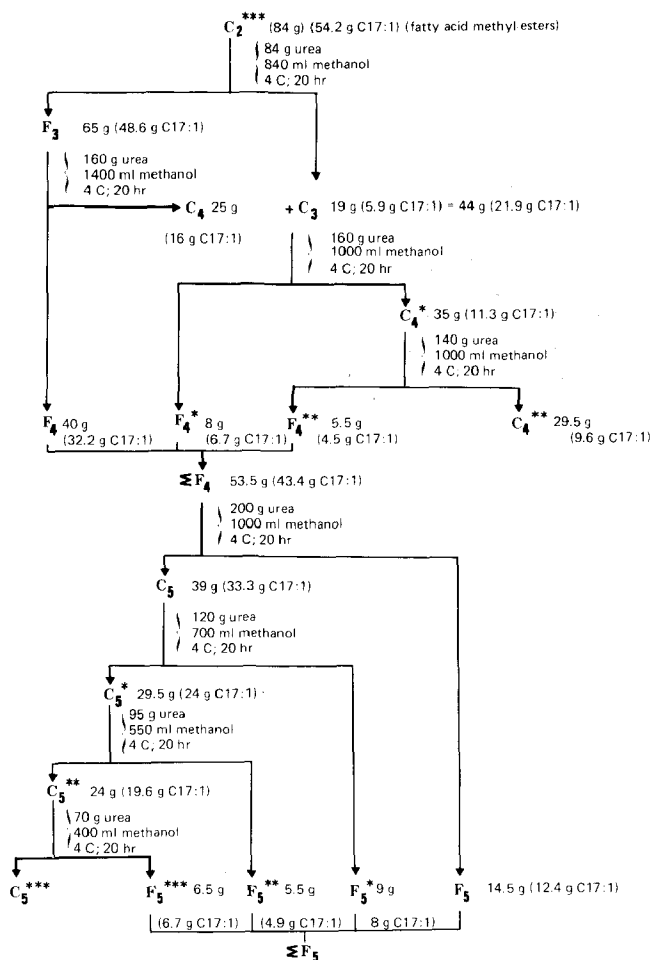 C2*** (84 g) (54.2 g C17:1) (fatty acid methyl esters)
84 g urea
840 ml methanol
4 C; 20 hr
F3 65 g (48.6 g C17:1)
160 g urea
1400 ml methanol
4 C; 20 hr
C4 25 g + C3 19 g (5.9 g C17:1) = 44 g (21.9 g C17:1)
(16 g C17:1)
160 g urea
1000 ml methanol
4 C; 20 hr
C4* 35 g (11.3 g C17:1)
140 g urea
1000 ml methanol
4 C; 20 hr
F4 40 g F4* 8 g F4** 5.5 g C4** 29.5 g
(32.2 g C17:1) (6.7 g C17:1) (4.5 g C17:1) (9.6 g C17:1)
ΣF4 53.5 g (43.4 g C17:1)
200 g urea
1000 ml methanol
4 C; 20 hr
C5 39 g (33.3 g C17:1)
120 g urea
700 ml methanol
4 C; 20 hr
C5* 29.5 g (24 g C17:1)
95 g urea
550 ml methanol
4 C; 20 hr
C5** 24 g (19.6 g C17:1)
70 g urea
400 ml methanol
4 C; 20 hr
C5*** F5*** 6.5 g F5** 5.5 g F5* 9 g F5 14.5 g (12.4 g C17:1)
(6.7 g C17:1) (4.9 g C17:1) 8 g C17:1)
ΣF5